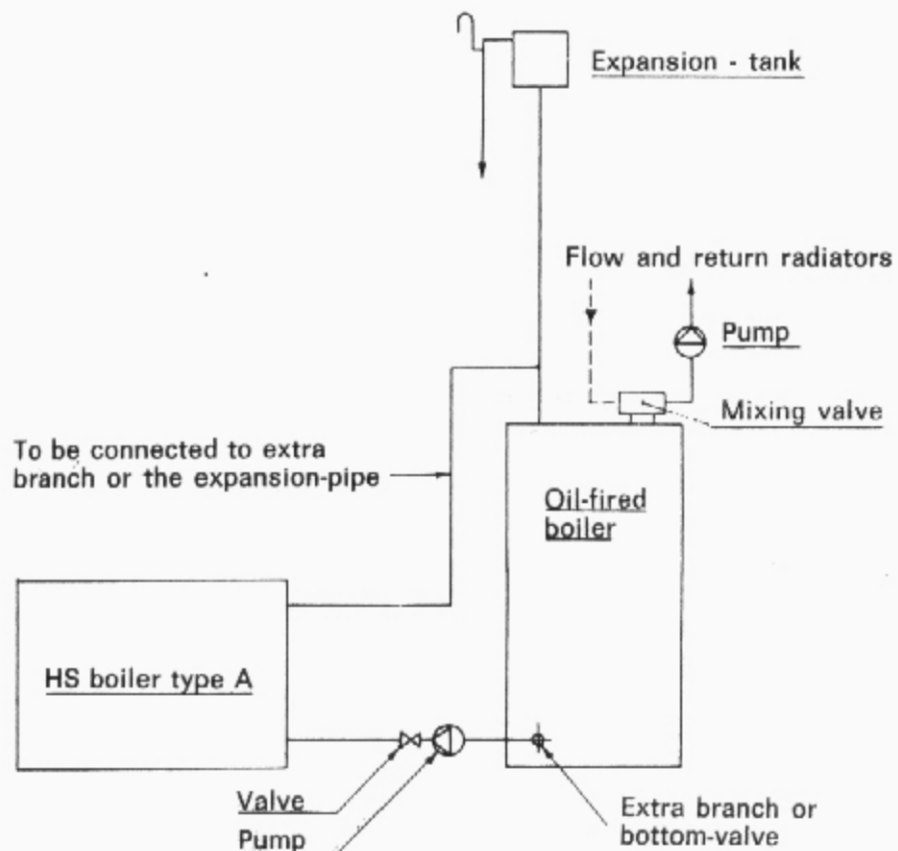 Expansion - tank
Flow and return radiators
Pump
Mixing valve
To be connected to extra
branch or the expansion-pipe
Oil-fired
boiler
HS boiler type A
Valve
Pump
Extra branch or
bottom-valve